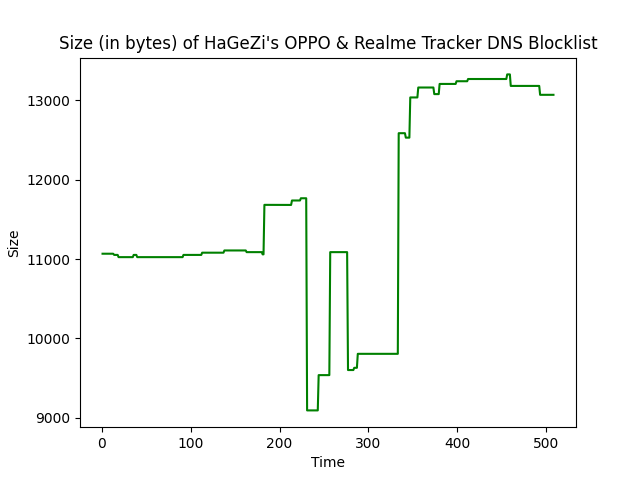 Size (in bytes) of HaGeZi's OPPO & Realme Tracker DNS Blocklist
13000
12000
11000
10000
9000
Size
0 100 200 300 400 500
Time